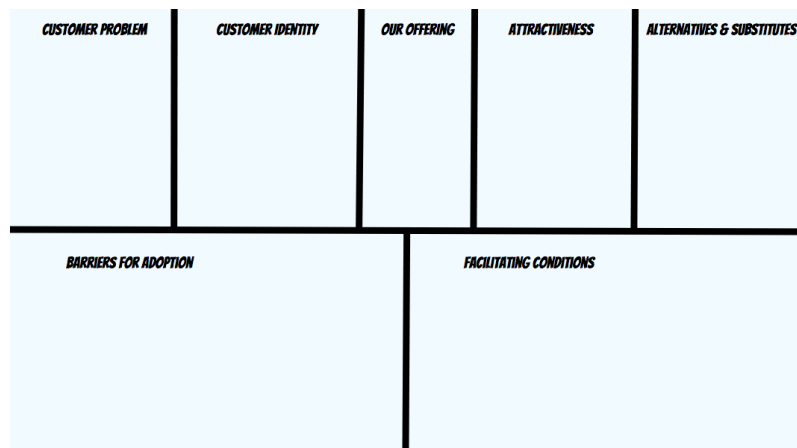 CUSTOMER PROBLEM
CUSTOMER IDENTITY
OUR OFFERING
ATTRACTIVENESS
ALTERNATIVES & SUBSTITUTES
BARRIERS FOR ADOPTION
FACILITATING CONDITIONS